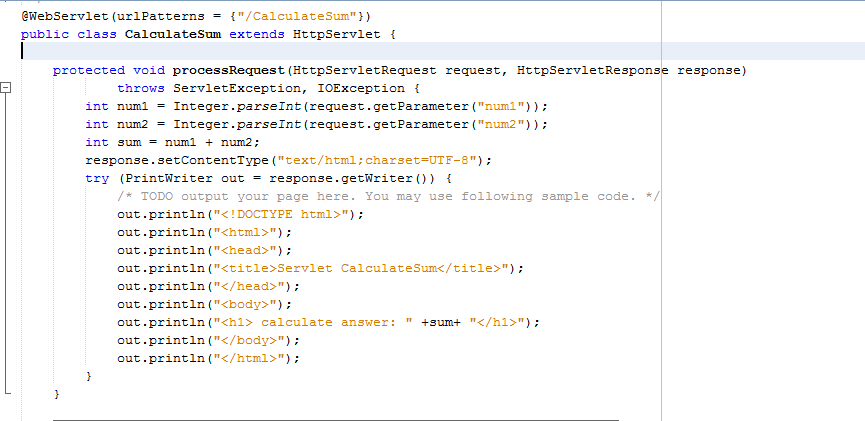 @WebServlet(urlPatterns = {"/CalculateSum"})
public class CalculateSum extends HttpServlet {
protected void processRequest(HttpServletRequest request, HttpServletResponse response)
throws ServletException, IOException {
int num1 = Integer.parseInt(request.getParameter("num1"));
int num2 = Integer.parseInt(request.getParameter("num2"));
int sum = num1 + num2;
response.setContentType("text/html;charset=UTF-8");
try (PrintWriter out = response.getWriter()) {
/* TODO output your page here. You may use following sample code. */
out.println("<!DOCTYPE html>");
out.println("<html>");
out.println("<head>");
out.println("<title>Servlet CalculateSum</title>");
out.println("</head>");
out.println("<body>");
out.println("<h1> calculate answer: " +sum+ "</h1>");
out.println("</body>");
out.println("</html>");
}
}